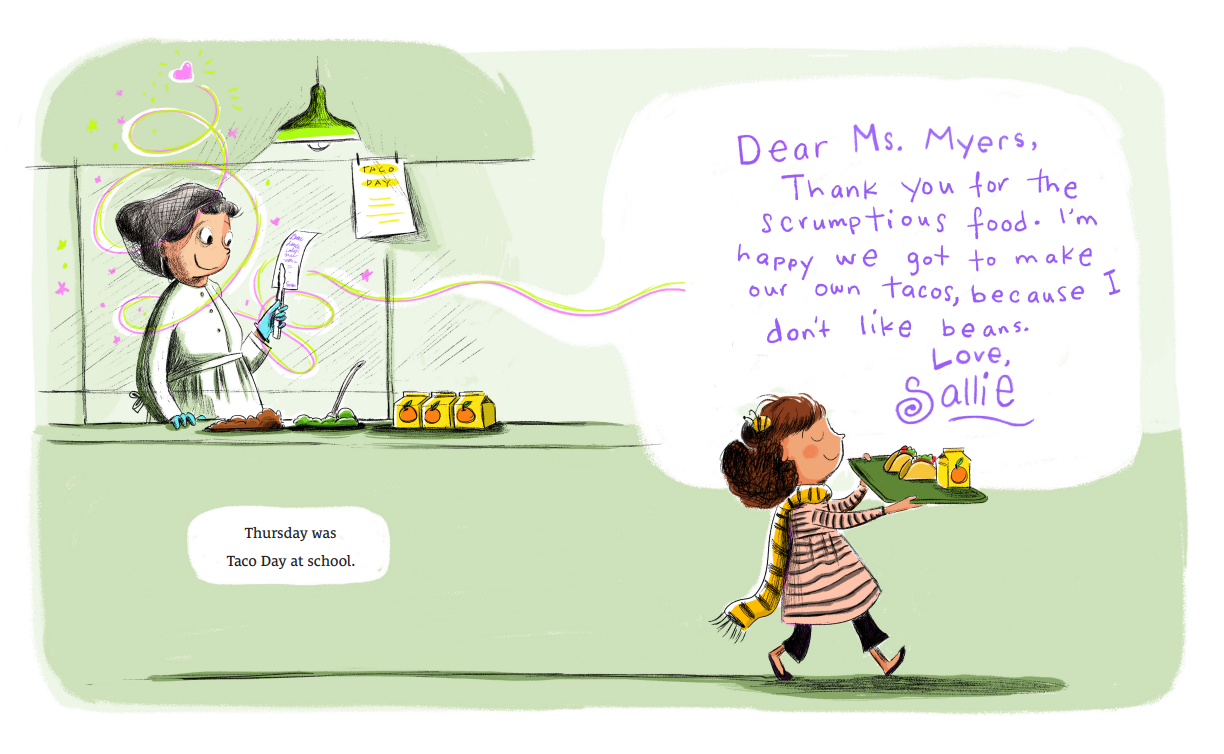 TACO
DAY
Dear Ms. Myers,
Thank you for the
scrumptious food. I'm
happy we got to make
our own tacos, because I
don't like beans.
Love,
Sallie
Thursday was
Taco Day at school.